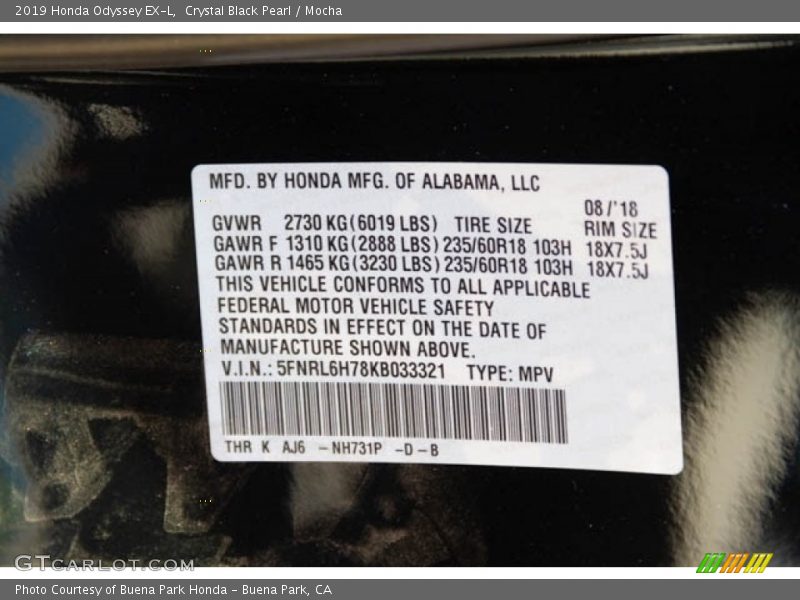 2019 Honda Odyssey EX-L,  Crystal Black Pearl / Mocha
MFD. BY HONDA MFG. OF ALABAMA, LLC
08/'18
GVWR 2730 KG(6019 LBS) TIRE SIZE RIM SIZE
GAWR F 1310 KG(2888 LBS) 235/60R18 103H 18X7.5J
GAWR R 1465 KG(3230 LBS) 235/60R18 103H 18X7.5J
THIS VEHICLE CONFORMS TO ALL APPLICABLE
FEDERAL MOTOR VEHICLE SAFETY
STANDARDS IN EFFECT ON THE DATE OF
MANUFACTURE SHOWN ABOVE.
V.I.N.: 5FNRL6H78KB033321 TYPE: MPV
THR K AJ6 -NH731P -D-B
GTCARLOT.COM
Photo Courtesy of Buena Park Honda - Buena Park, CA